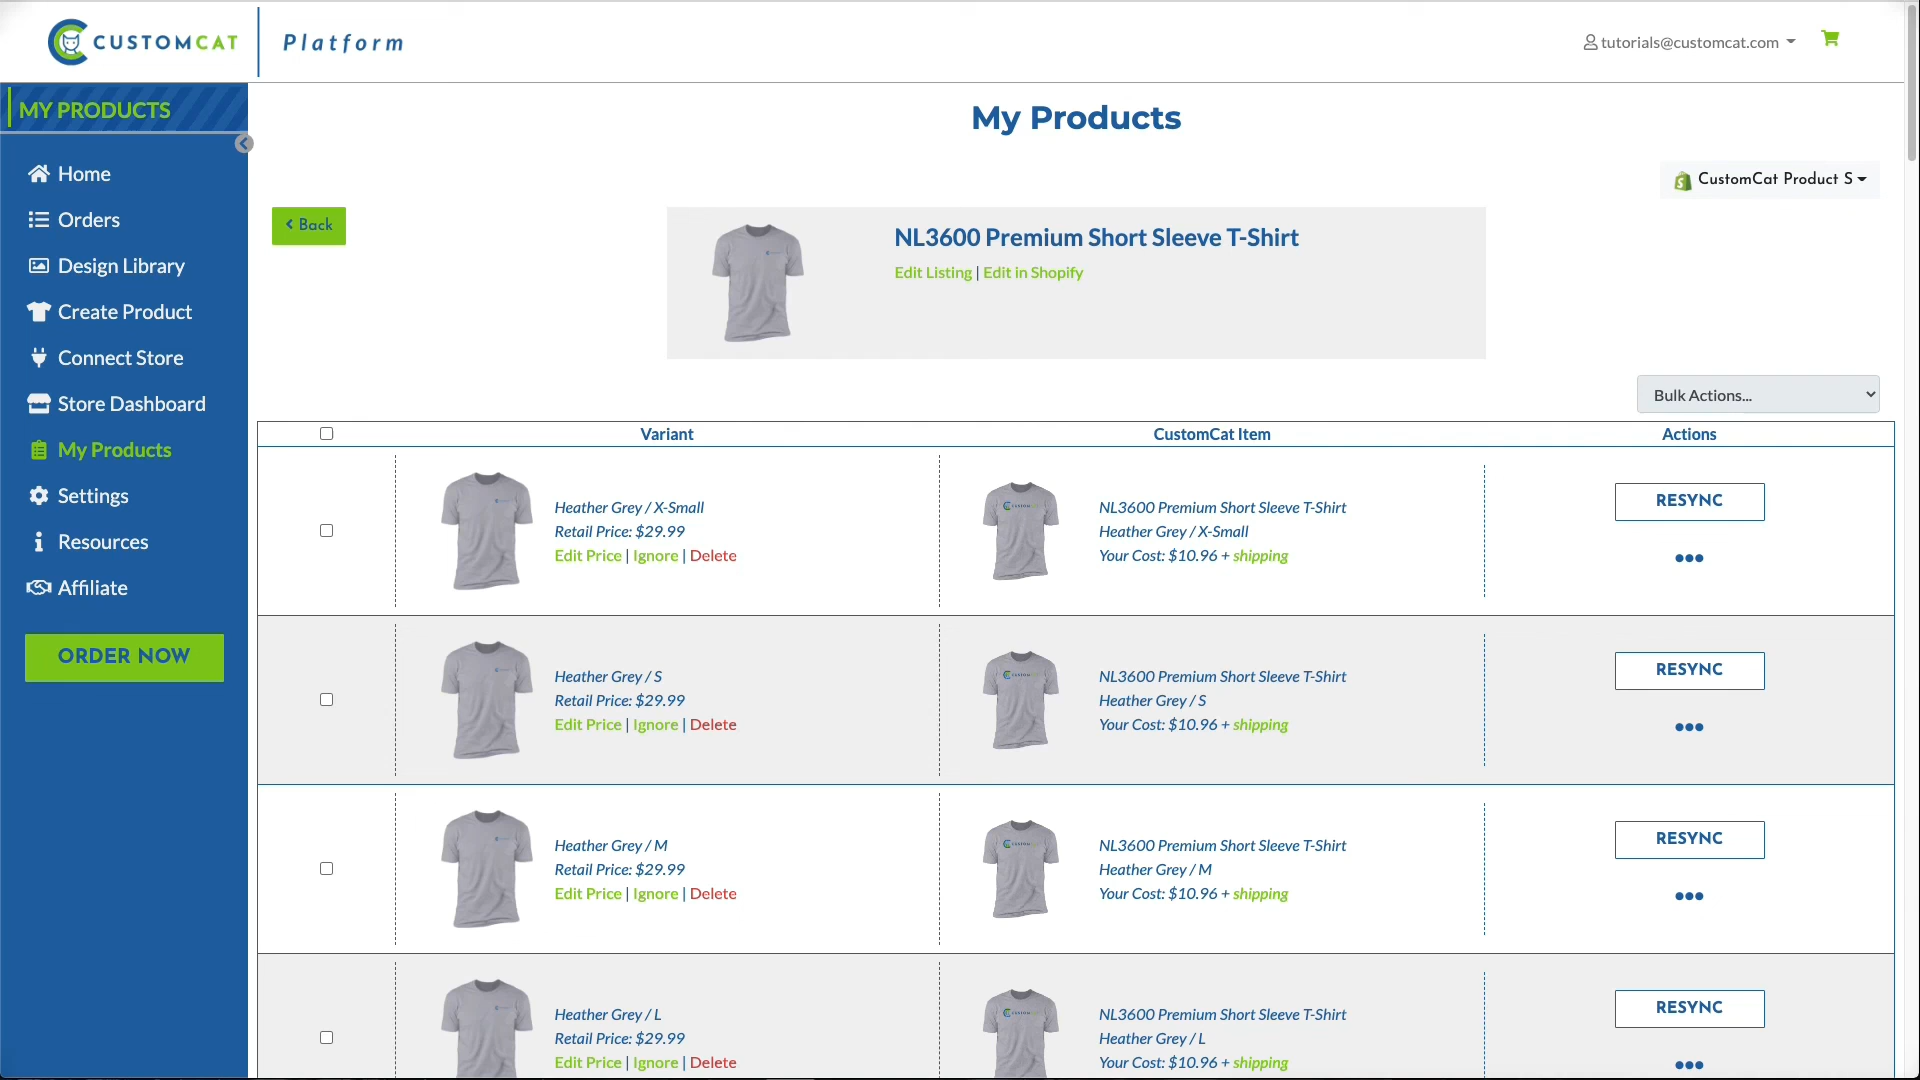 CUSTOMCAT
Platform
tutorials@customcat.com
MY PRODUCTS
Home
Orders
Design Library
Create Product
Connect Store
Store Dashboard
My Products
Settings
Resources
Affiliate
ORDER NOW
My Products
CustomCat Product S
Back
NL3600 Premium Short Sleeve T-Shirt
Edit Listing | Edit in Shopify
Bulk Actions...
Variant CustomCat Item Actions
Heather Grey / X-Small
Retail Price: $29.99
Edit Price | Ignore | Delete
NL3600 Premium Short Sleeve T-Shirt
Heather Grey / X-Small
Your Cost: $10.96 + shipping
RESYNC
Heather Grey / S
Retail Price: $29.99
Edit Price | Ignore | Delete
NL3600 Premium Short Sleeve T-Shirt
Heather Grey / S
Your Cost: $10.96 + shipping
RESYNC
Heather Grey / M
Retail Price: $29.99
Edit Price | Ignore | Delete
NL3600 Premium Short Sleeve T-Shirt
Heather Grey / M
Your Cost: $10.96 + shipping
RESYNC
Heather Grey / L
Retail Price: $29.99
Edit Price | Ignore | Delete
NL3600 Premium Short Sleeve T-Shirt
Heather Grey / L
Your Cost: $10.96 + shipping
RESYNC